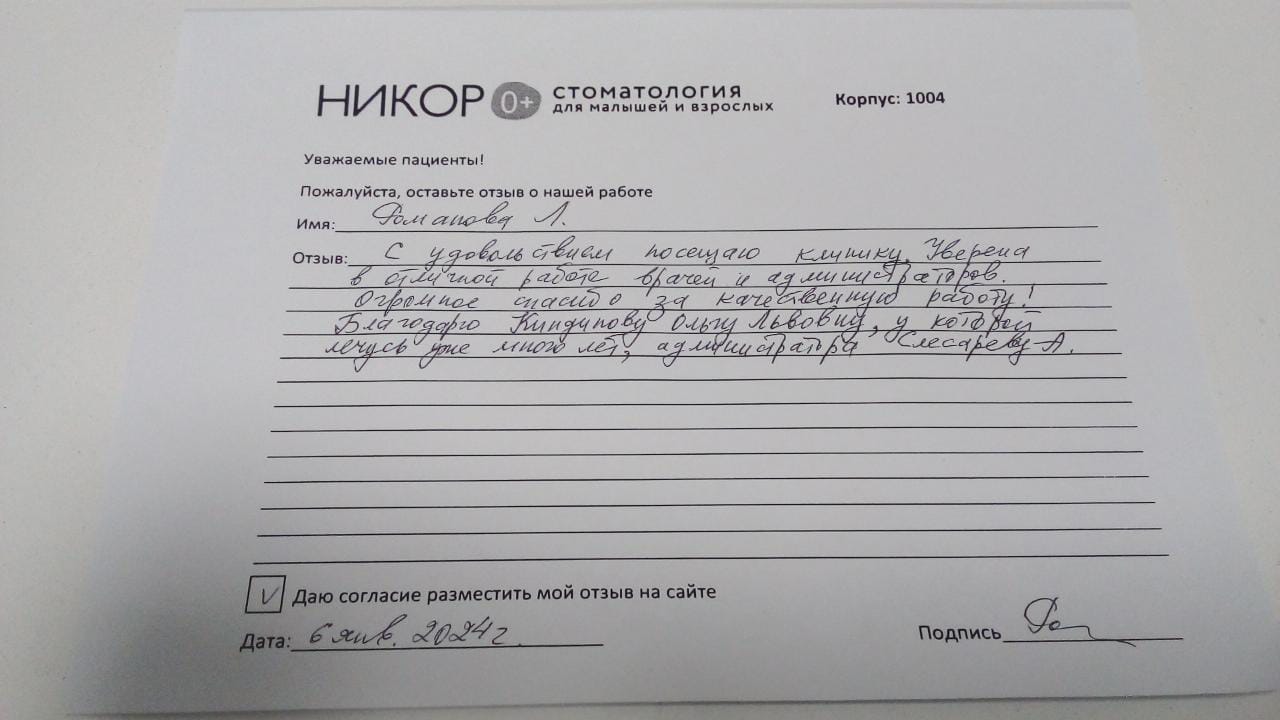 НИКОР 0+ СТОМАТОЛОГИЯ
ДЛЯ МАЛЫШЕЙ И ВЗРОСЛЫХ
Корпус: 1004
Уважаемые пациенты!
Пожалуйста, оставьте отзыв о нашей работе
Имя: Романова Л.
Отзыв: С удовольствием посещаю клинику. Уверена
в отличной работе врачей и администраторов.
Огромное спасибо за качественную работу!
Благодарю Ольгу Львовну, у которой
лечусь уже много лет, администратора Слесареву А.
Даю согласие разместить мой отзыв на сайте
Дата: 6 янв. 2024 г.
Подпись Ро